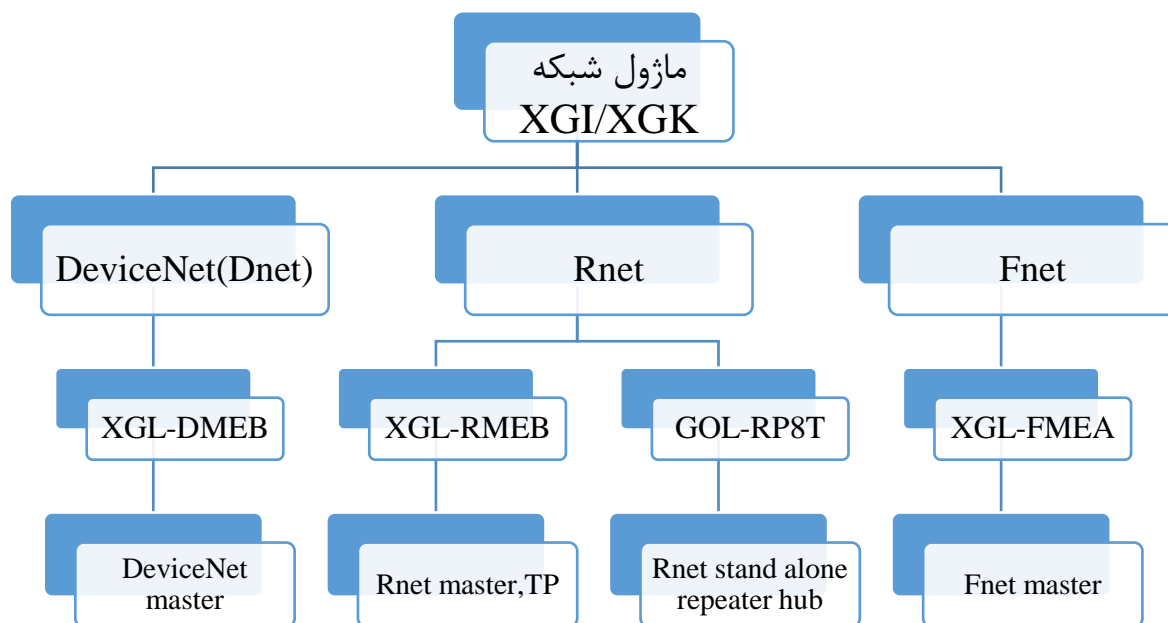 ماژول شبکه
XGI/XGK
DeviceNet(Dnet)
Rnet
Fnet
XGL-DMEB
XGL-RMEB
GOL-RP8T
XGL-FMEA
DeviceNet
master
Rnet master,TP
Rnet stand alone
repeater hub
Fnet master